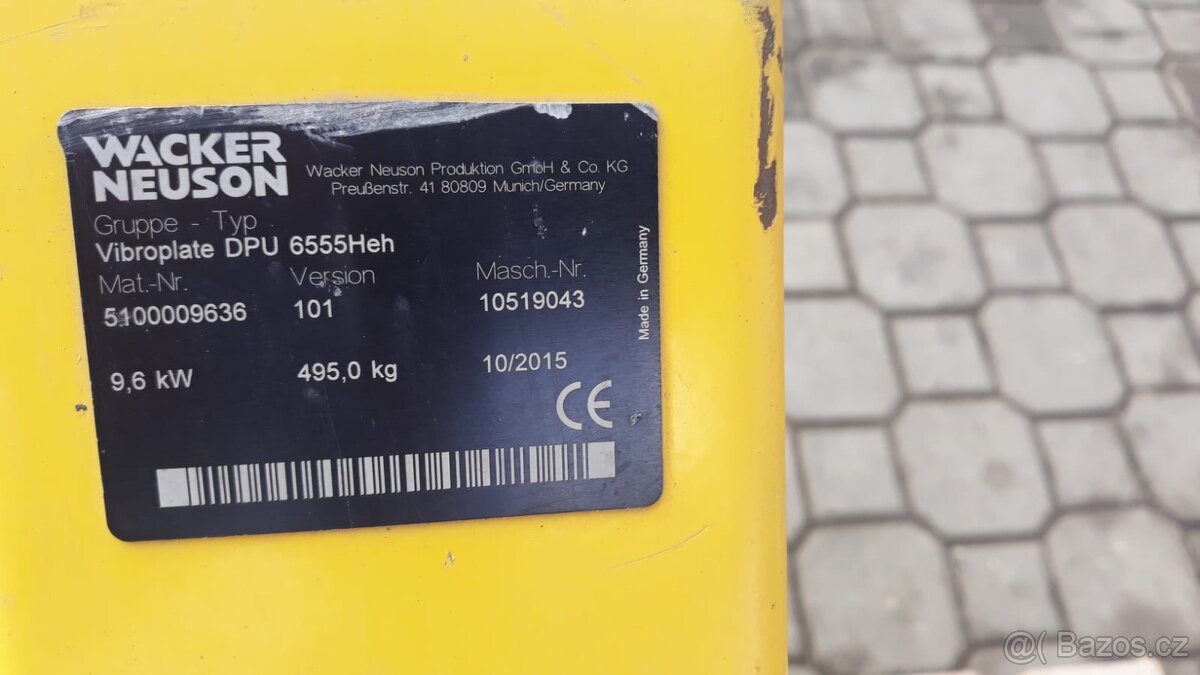 WACKER
NEUSON
Wacker Neuson Produktion GmbH & Co. KG
Preußenstr. 41 80809 Munich/Germany
Gruppe - Typ
Vibroplate DPU 6555Heh
Mat.-Nr. Version Masch.-Nr.
5100009636 101 10519043
9,6 kW 495,0 kg 10/2015
CE
Made in Germany
Bazos.cz